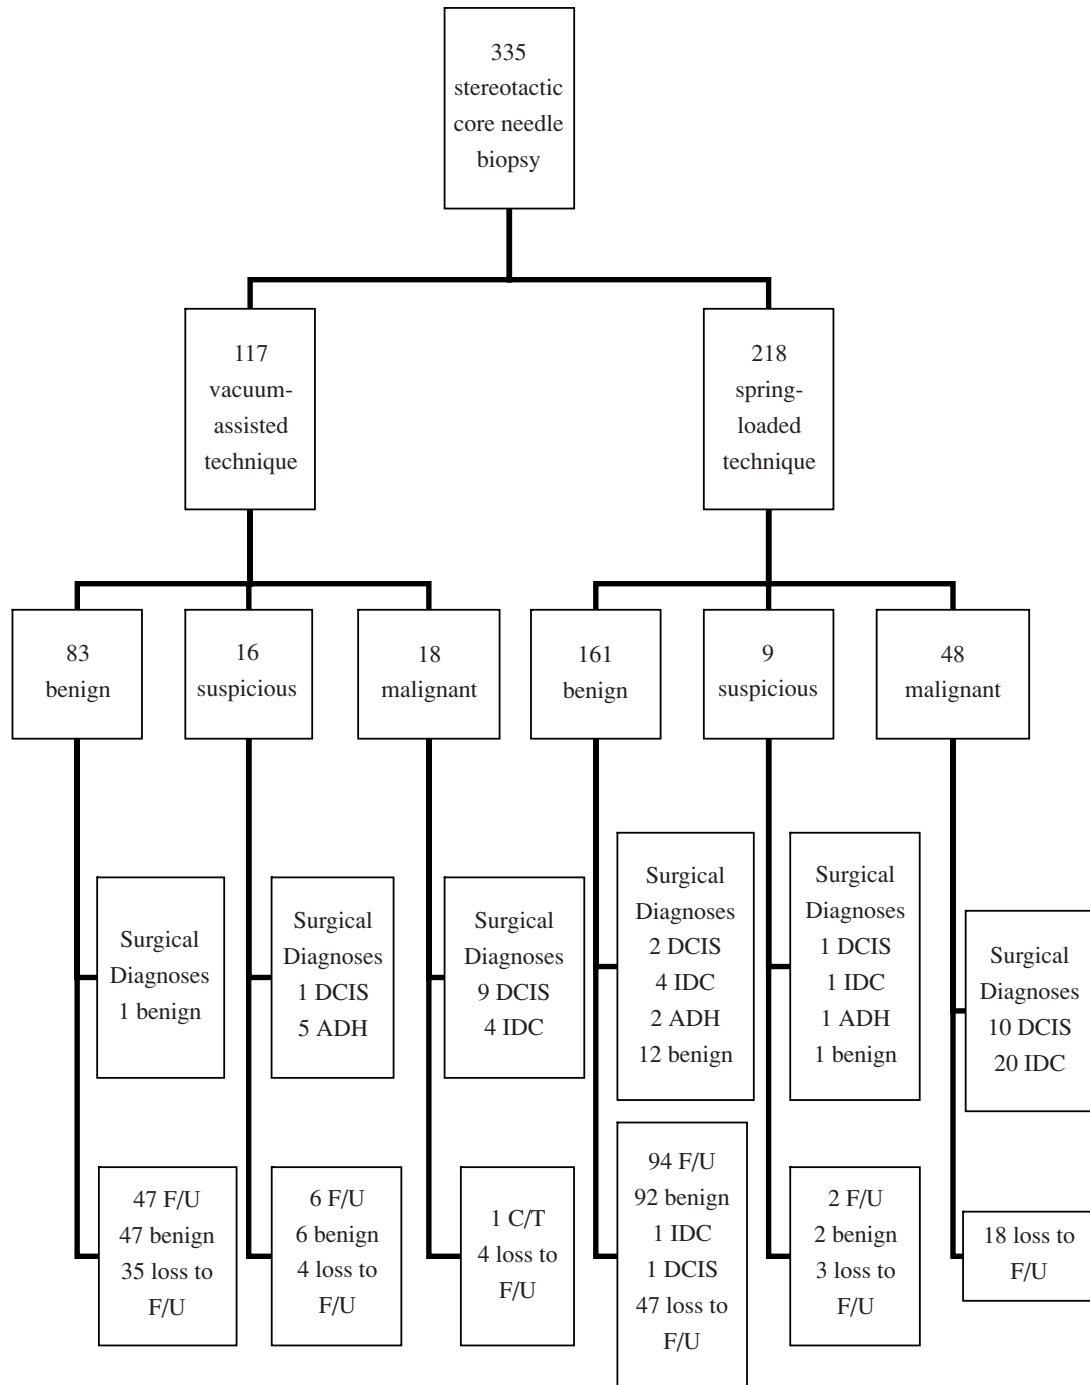 335
stereotactic
core needle
biopsy
117
vacuum-
assisted
technique
218
spring-
loaded
technique
83
benign
16
suspicious
18
malignant
161
benign
9
suspicious
48
malignant
Surgical
Diagnoses
1 benign
Surgical
Diagnoses
1 DCIS
5 ADH
Surgical
Diagnoses
9 DCIS
4 IDC
Surgical
Diagnoses
2 DCIS
4 IDC
2 ADH
12 benign
Surgical
Diagnoses
1 DCIS
1 IDC
1 ADH
1 benign
Surgical
Diagnoses
10 DCIS
20 IDC
47 F/U
47 benign
35 loss to
F/U
6 F/U
6 benign
4 loss to
F/U
1 C/T
4 loss to
F/U
94 F/U
92 benign
1 IDC
1 DCIS
47 loss to
F/U
2 F/U
2 benign
3 loss to
F/U
18 loss to
F/U